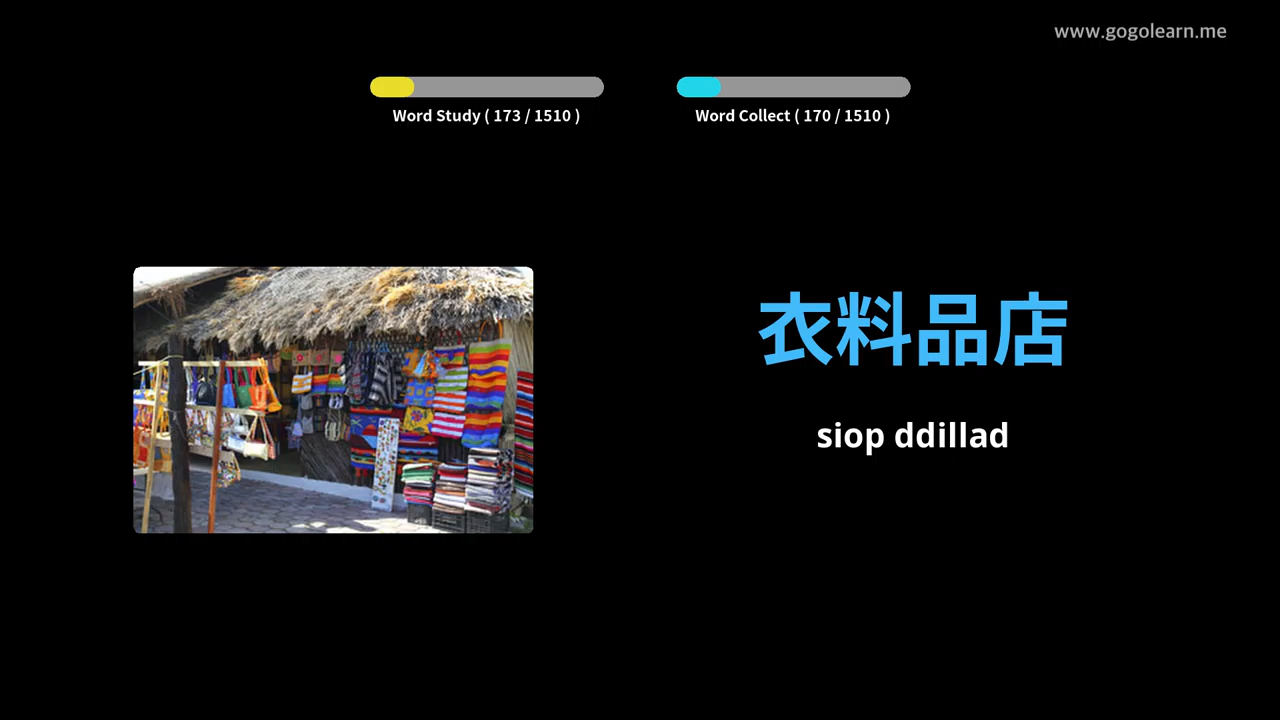 www.gogolearn.me
Word Study ( 173 / 1510 )
Word Collect ( 170 / 1510 )
衣料品店
siop ddillad